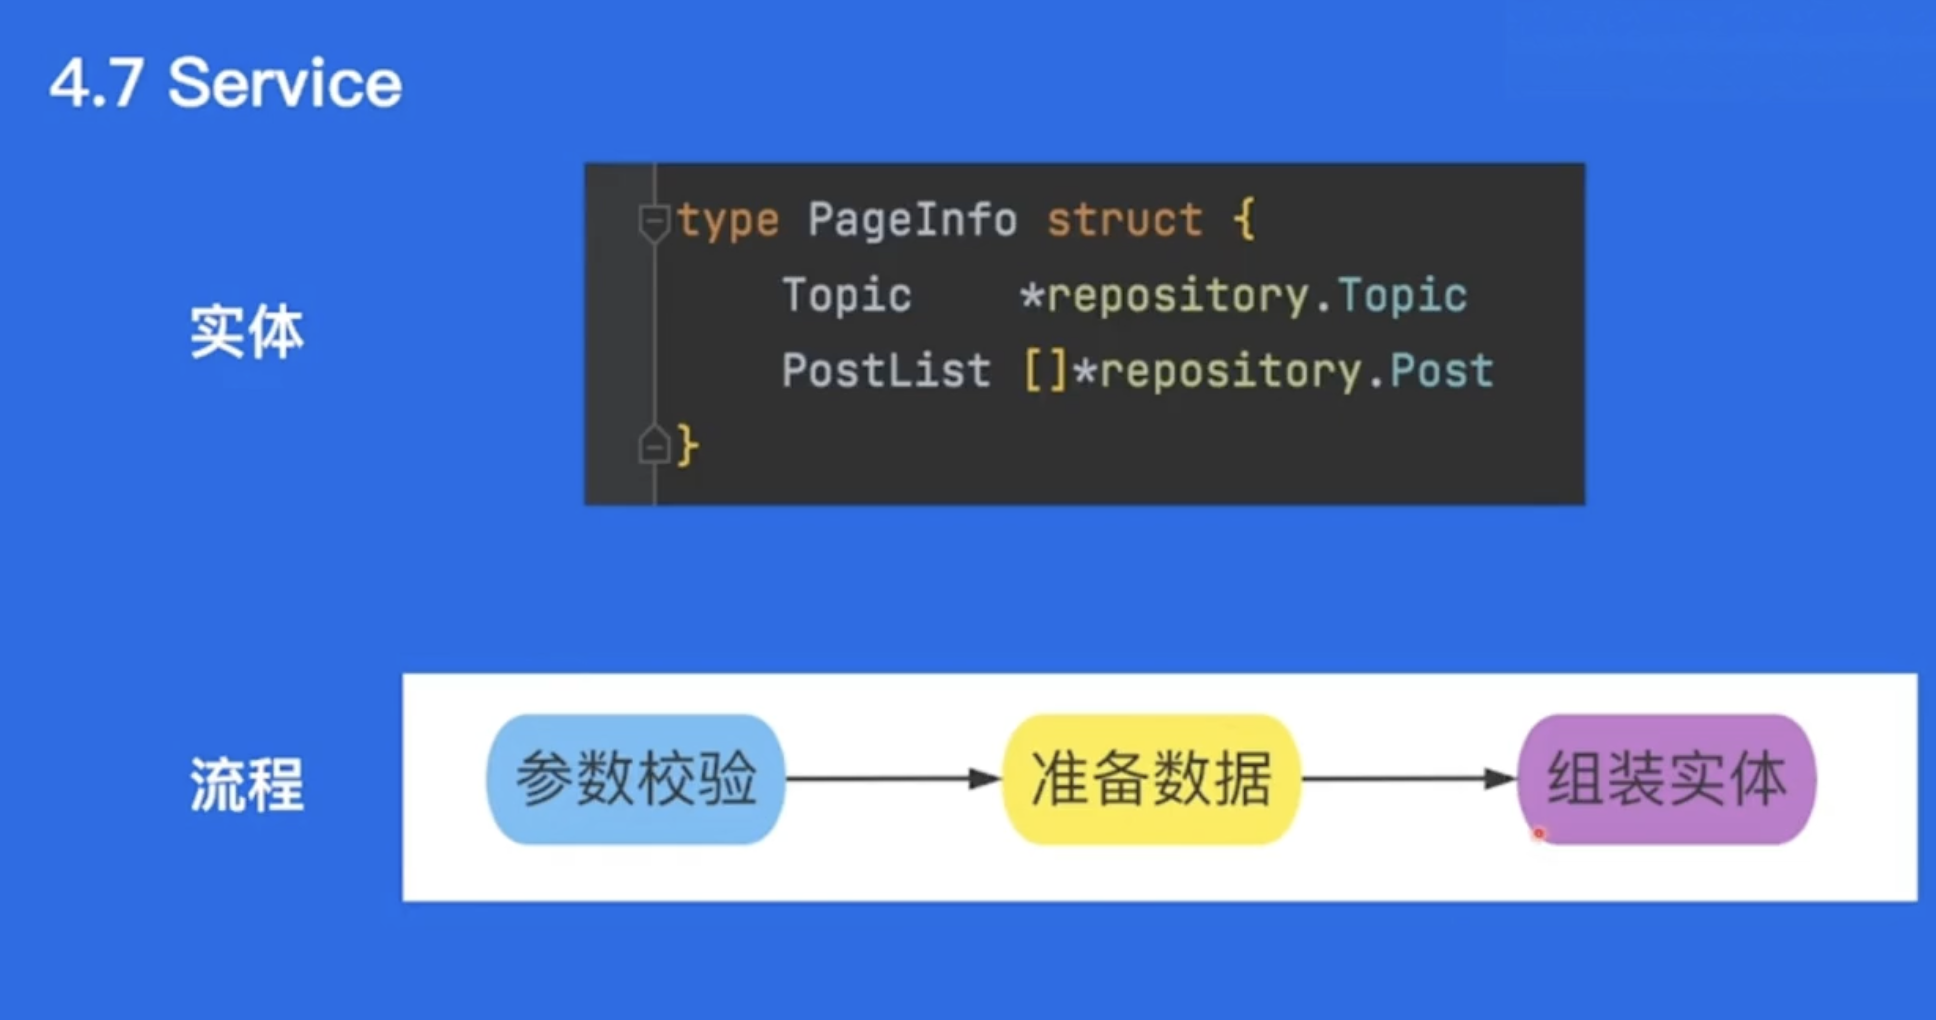 4.7 Service
实体
type PageInfo struct {
Topic *repository.Topic
PostList []*repository.Post
}
流程
参数校验
准备数据
组装实体